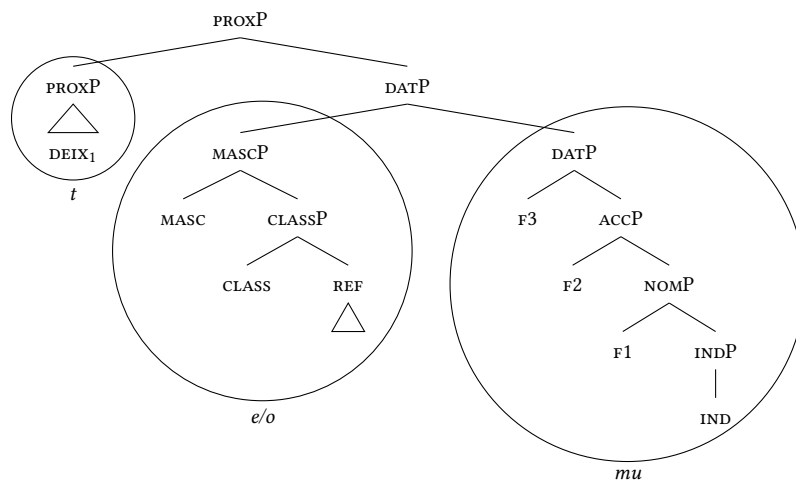 PROXP
PROXP DATP
DEIX1 MASCP DATP
t
MASC CLASSP F3 ACCP
CLASS REF F2 NOMP
F1 INDP
e/o IND
mu